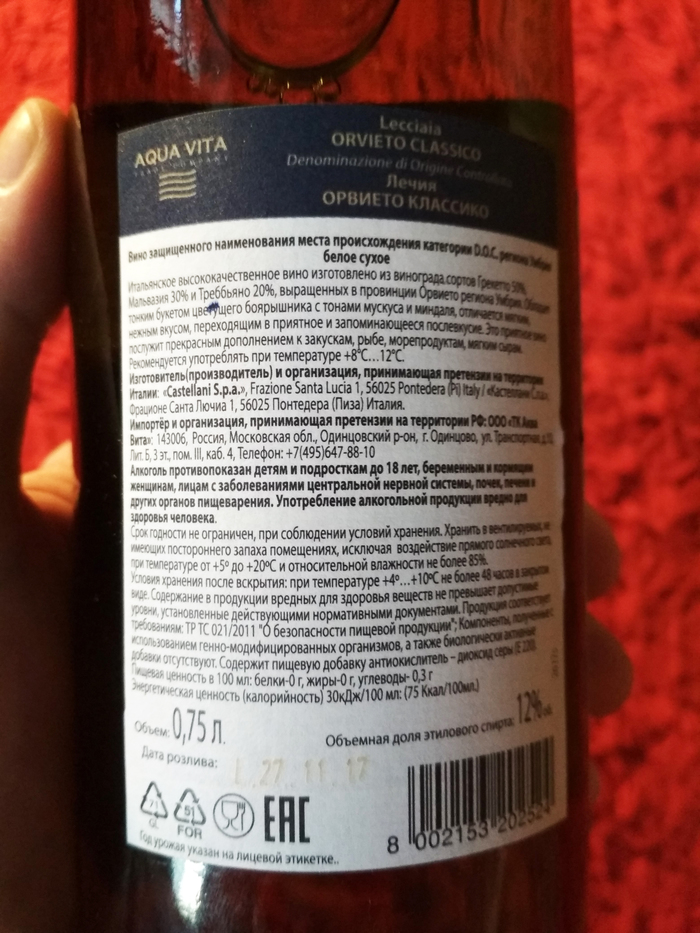 AQUA VITA
Lecciaia
ORVIETO CLASSICO
Denominazione di Origine Controllata
Лечия
ОРВИЕТО КЛАССИКО
Вино защищенного наименования места происхождения категории D.O.C. региона Умбрия
белое сухое
Итальянское высококачественное вино изготовлено из винограда сортов Грекетто 50%,
Мальвазия 30% и Треббьяно 20%, выращенных в провинции Орвието региона Умбрия. Обладает
тонким букетом цветущего боярышника с тонами мускуса и миндаля, отличается мягким,
нежным вкусом, переходящим в приятное и запоминающееся послевкусие. Это приятное вино
послужит прекрасным дополнением к закускам, рыбе, морепродуктам, мягким сырам.
Рекомендуется употреблять при температуре +8°С...12°С.
Изготовитель(производитель) и организация, принимающая претензии на территории
Италии: «Castellani S.p.a.», Frazione Santa Lucia 1, 56025 Pontedera (Pi) Italy / «Кастеллани С.п.а.»,
Фрационе Санта Лючиа 1, 56025 Понтедера (Пиза) Италия.
Импортёр и организация, принимающая претензии на территории РФ: ООО «ТК Аква
Вита»: 143006, Россия, Московская обл., Одинцовский р-он, г. Одинцово, ул. Транспортная,
Лит. Б, 3 эт., пом. III, каб. 4, Телефон: +7(495)647-88-10
Алкоголь противопоказан детям и подросткам до 18 лет, беременным и кормящим
женщинам, лицам с заболеваниями центральной нервной системы, почек, печени и
других органов пищеварения. Употребление алкогольной продукции вредно для
здоровья человека.
Срок годности не ограничен, при соблюдении условий хранения. Хранить в вентилируемых, не
имеющих постороннего запаха помещениях, исключая воздействие прямого солнечного света,
при температуре от +5° до +20°С и относительной влажности не более 85%.
Условия хранения после вскрытия: при температуре +4°...+10°С не более 48 часов в закрытом
виде. Содержание в продукции вредных для здоровья веществ не превышает допустимые
уровни, установленные действующими нормативными документами. Продукция соответствует
требованиям: ТР ТС 021/2011 "О безопасности пищевой продукции"; Компоненты, полученные с
использованием генно-модифицированных организмов, а также биологически активные
добавки отсутствуют. Содержит пищевую добавку антиокислитель – диоксид серы (Е 220)
Пищевая ценность в 100 мл: белки-0 г, жиры-0 г, углеводы- 0,3 г
Энергетическая ценность (калорийность) 30кДж/100 мл: (75 Ккал/100мл.)
Объем: 0,75 л.
Объемная доля этилового спирта: 12% об.
Дата розлива:
L 27 11 17
71
GL
51
FOR
EAC
8 002153 202524
Год урожая указан на лицевой этикетке..